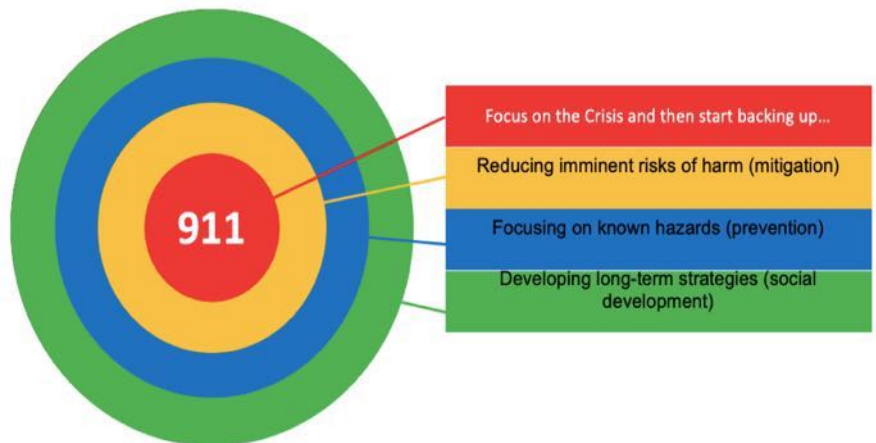 911
Focus on the Crisis and then start backing up...
Reducing imminent risks of harm (mitigation)
Focusing on known hazards (prevention)
Developing long-term strategies (social
development)